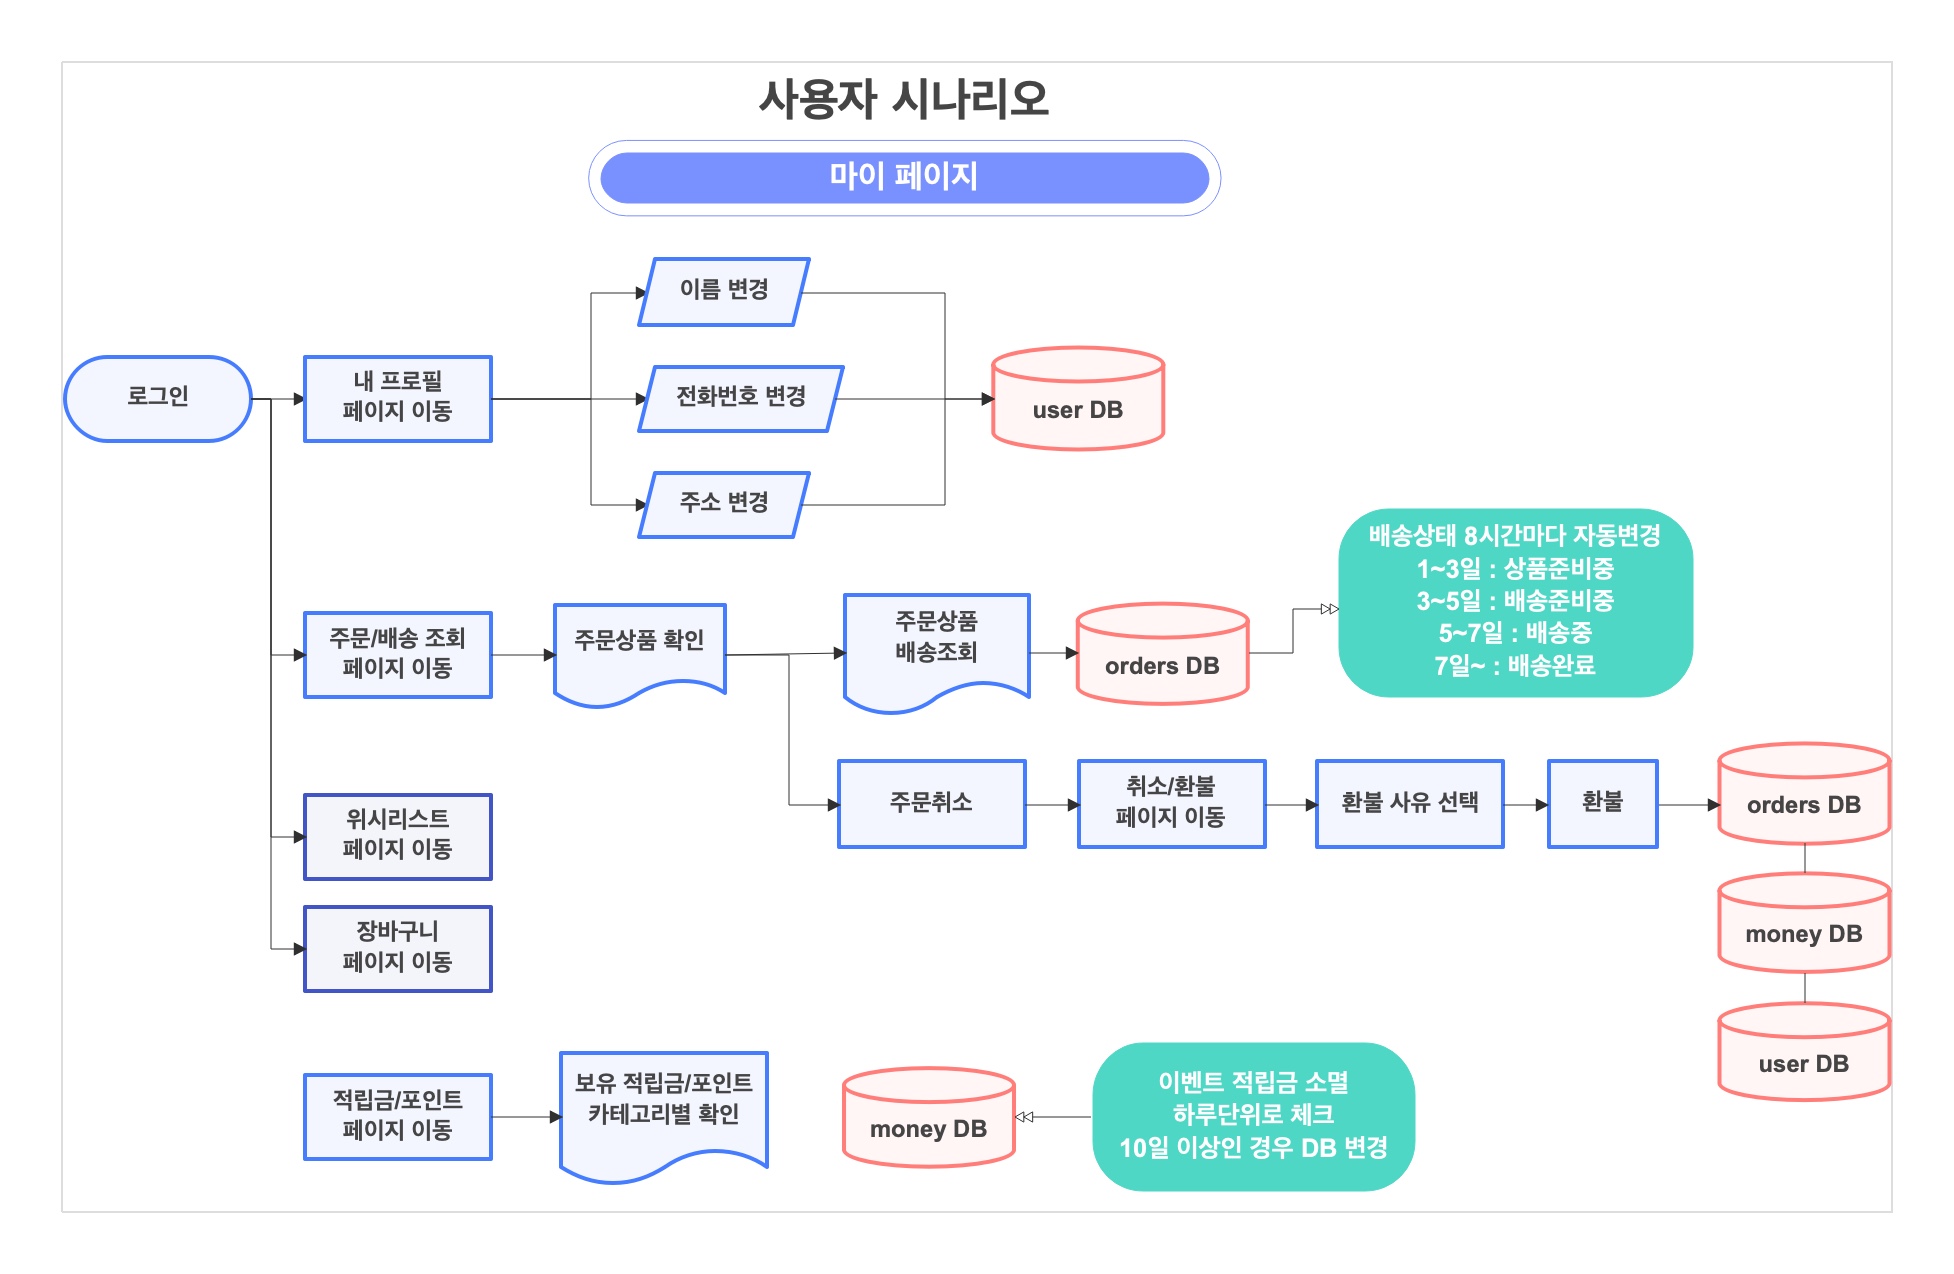 사용자 시나리오
마이 페이지
이름 변경
로그인
내 프로필
페이지 이동
전화번호 변경
user DB
주소 변경
주문/배송 조회
페이지 이동
주문상품 확인
주문상품
배송조회
orders DB
배송상태 8시간마다 자동변경
1~3일 : 상품준비중
3~5일 : 배송준비중
5~7일 : 배송중
7일~ : 배송완료
주문취소
취소/환불
페이지 이동
환불 사유 선택
환불
orders DB
위시리스트
페이지 이동
장바구니
페이지 이동
money DB
user DB
적립금/포인트
페이지 이동
보유 적립금/포인트
카테고리별 확인
money DB
이벤트 적립금 소멸
하루단위로 체크
10일 이상인 경우 DB 변경